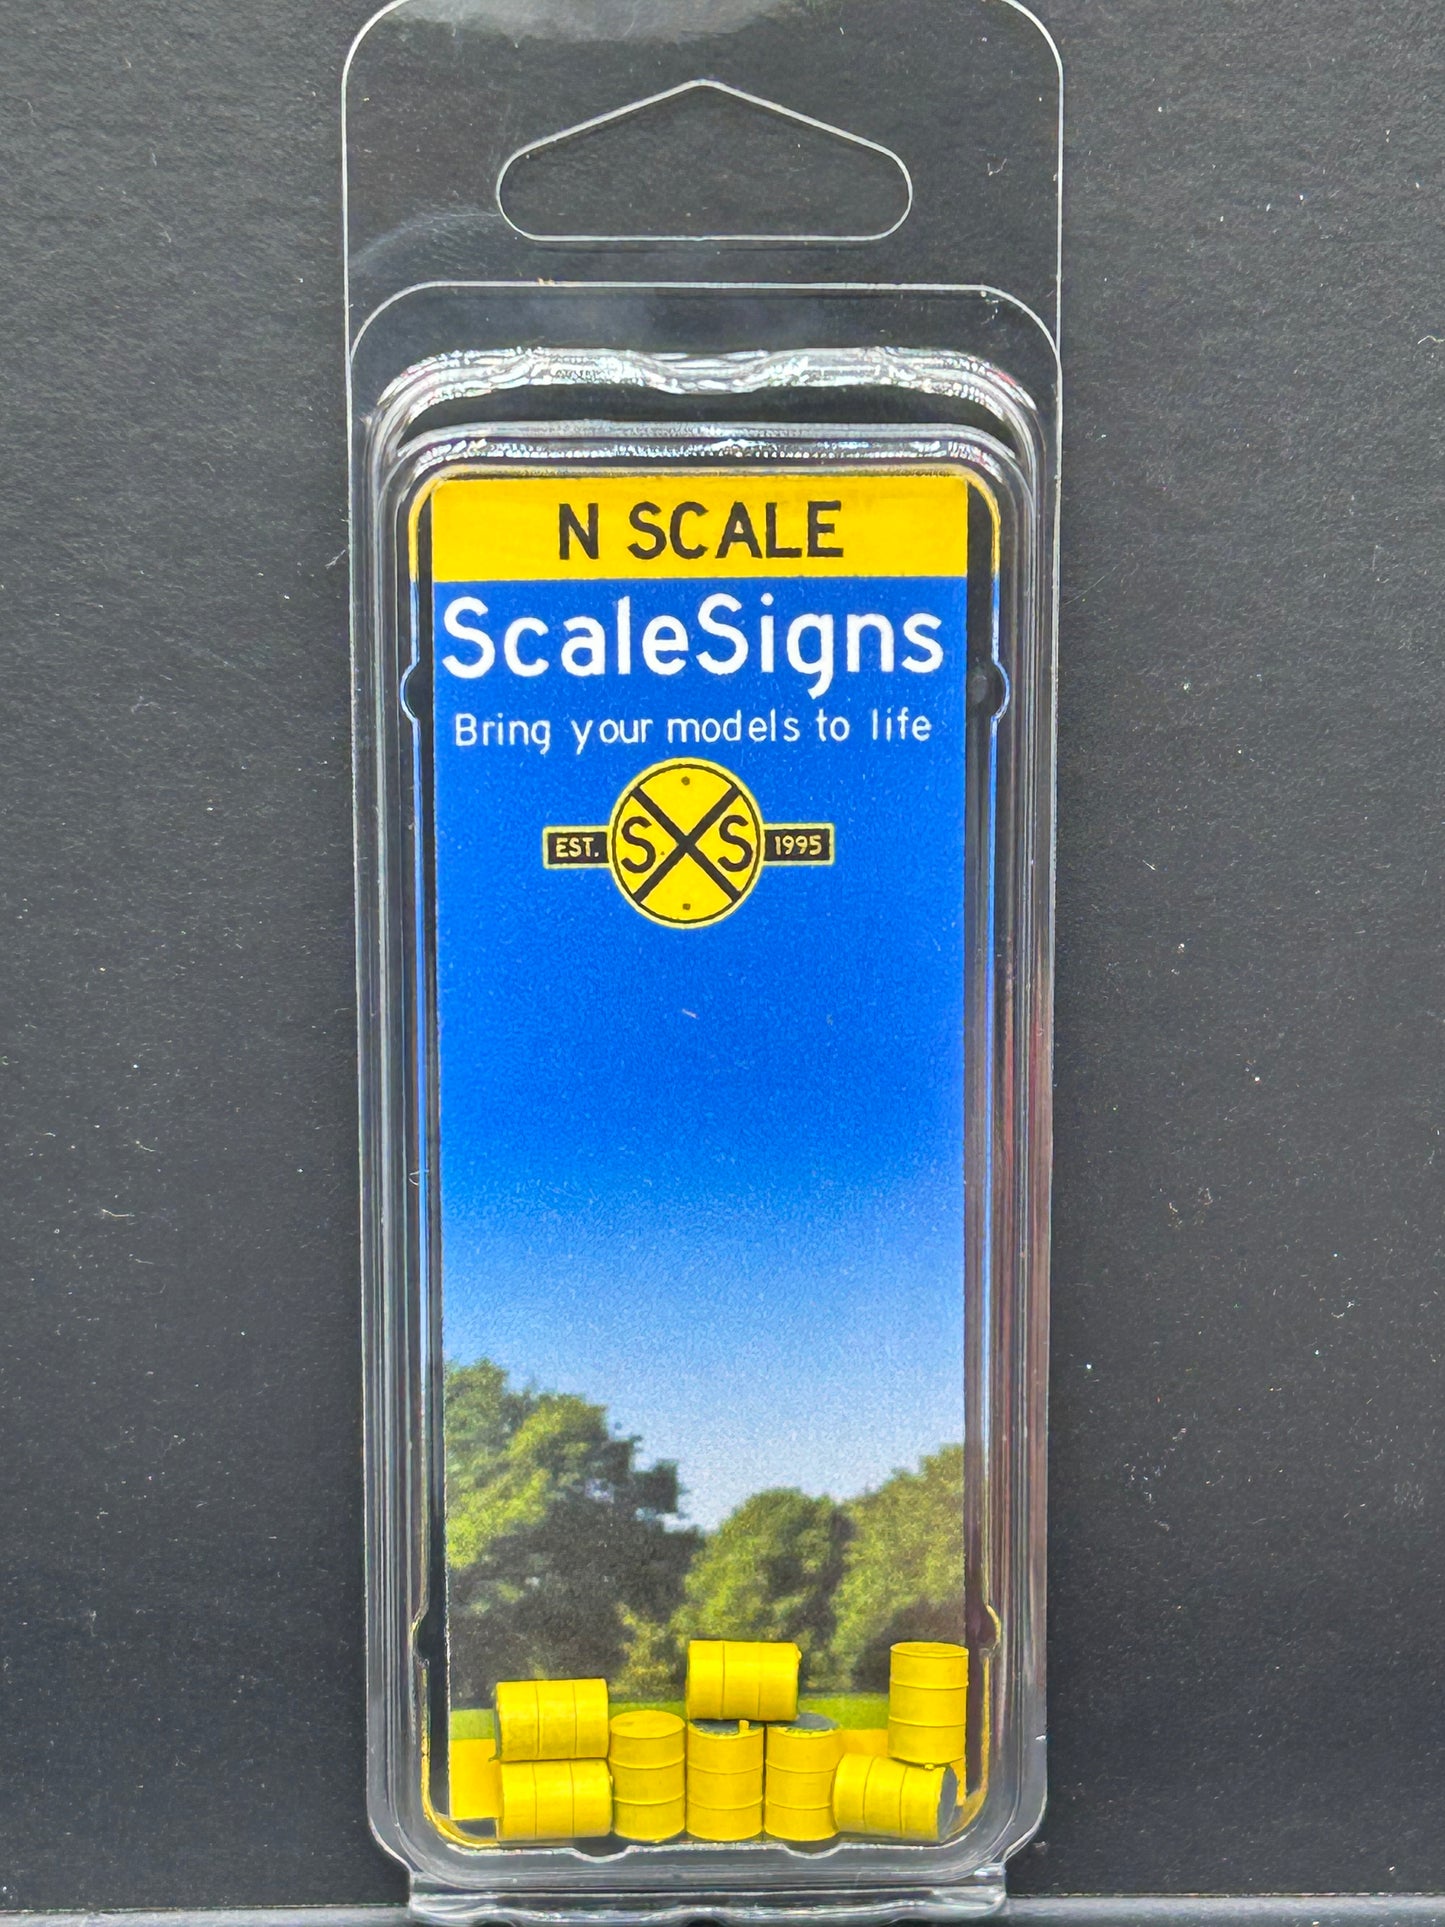 N SCALE
ScaleSigns
Bring your models to life
EST. S S 1995